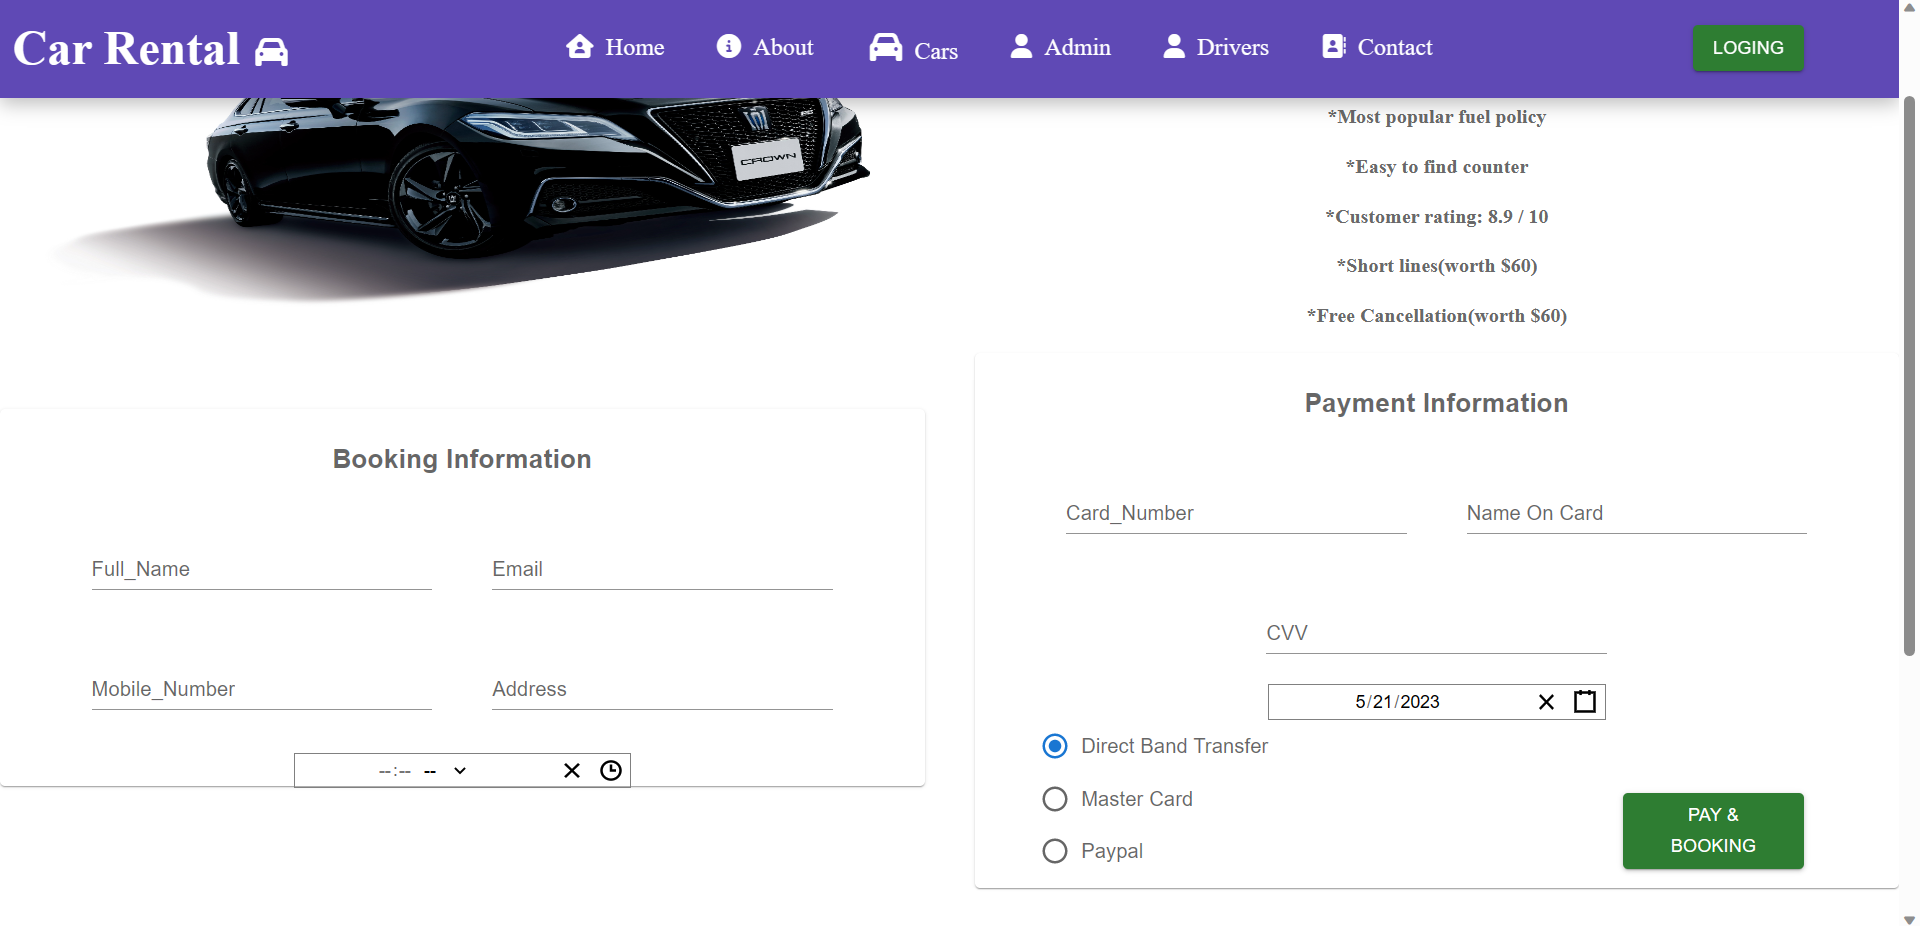 Car Rental
Home
About
Cars
Admin
Drivers
Contact
LOGING
CROWN
*Most popular fuel policy
*Easy to find counter
*Customer rating: 8.9 / 10
*Short lines(worth $60)
*Free Cancellation(worth $60)
Booking Information
Full_Name
Email
Mobile_Number
Address
--:-- --
Payment Information
Card_Number
Name On Card
CVV
5/21/2023
Direct Band Transfer
Master Card
Paypal
PAY &
BOOKING